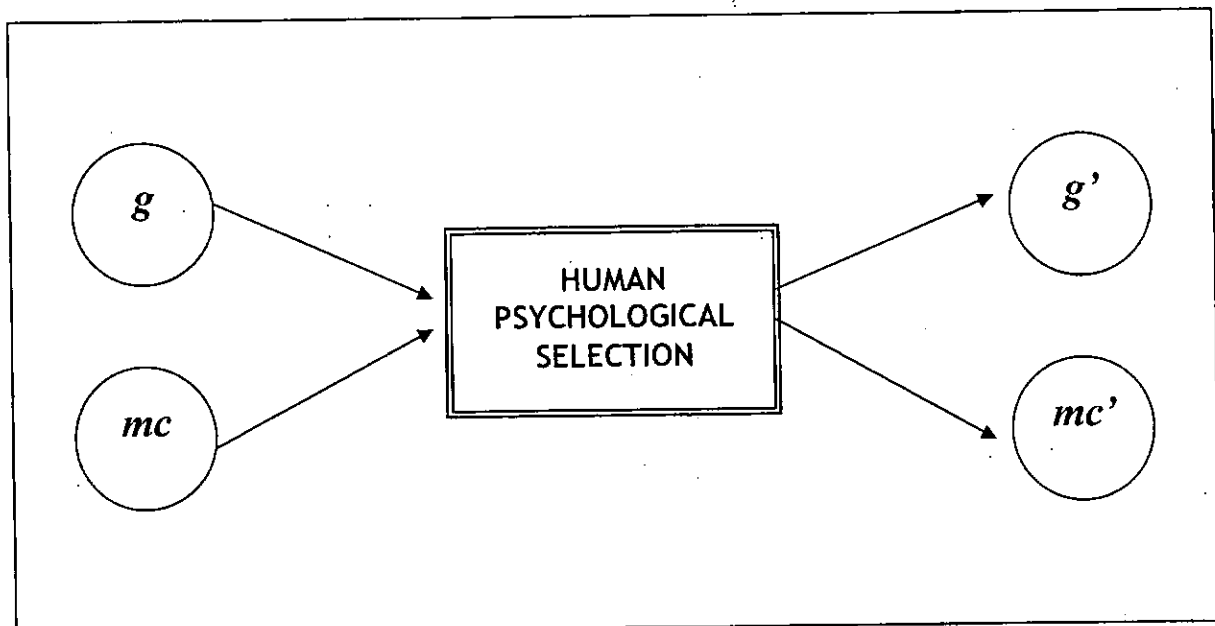 g
g’
HUMAN
PSYCHOLOGICAL
SELECTION
mc
mc’